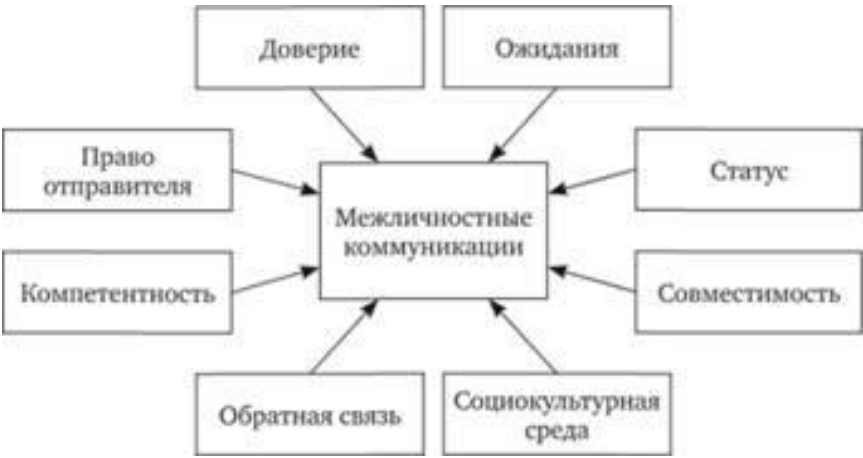 Доверие
Ожидания
Право
отправителя
Статус
Межличностные
коммуникации
Компетентность
Совместимость
Обратная связь
Социокультурная
среда